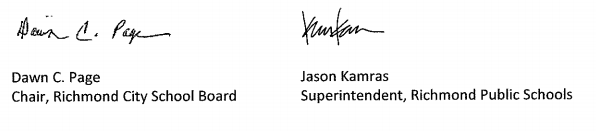 Dawn C. Page
Dawn C. Page
Chair, Richmond City School Board
Jason Kamras
Superintendent, Richmond Public Schools